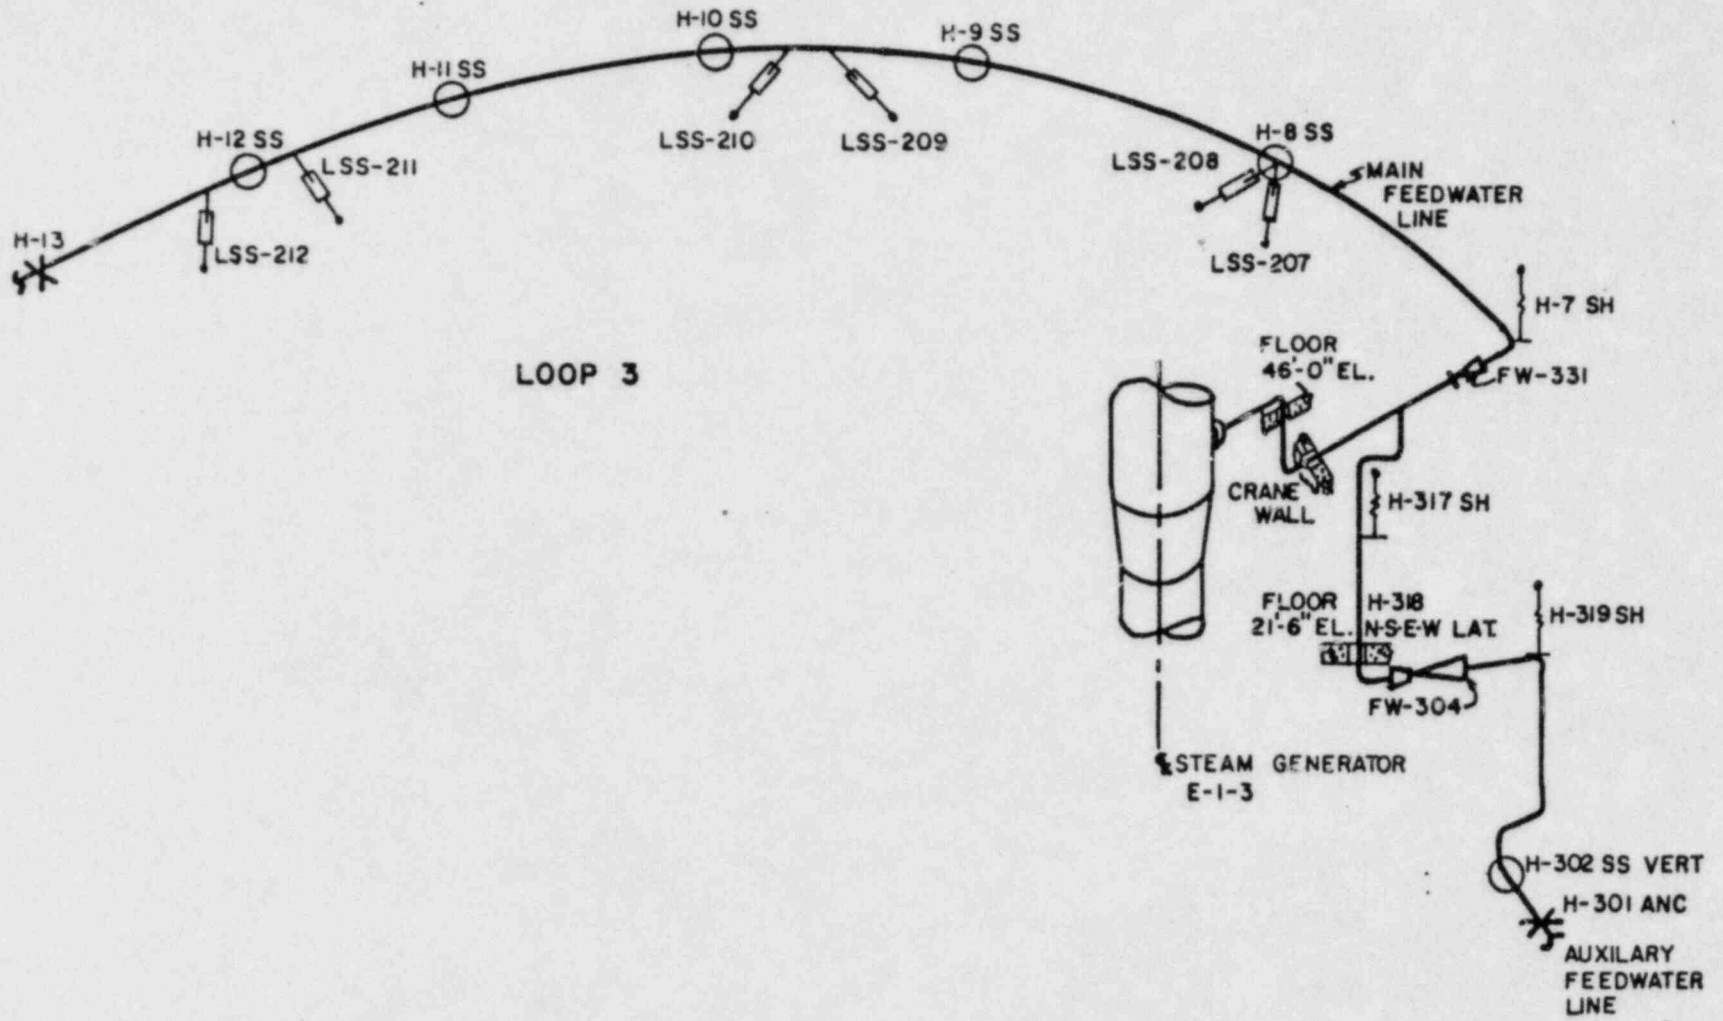 H-10 SS
H-9 SS
H-11 SS
H-12 SS
H-8 SS
LSS-210
LSS-209
LSS-211
LSS-208
MAIN
FEEDWATER
LINE
H-13
LSS-212
LSS-207
H-7 SH
FLOOR
46'-0" EL.
LOOP 3
FW-331
CRANE
WALL
H-317 SH
FLOOR
21'-6" EL.
H-318
N-S-E-W LAT.
H-319 SH
FW-304
STEAM GENERATOR
E-1-3
H-302 SS VERT
H-301 ANC
AUXILARY
FEEDWATER
LINE